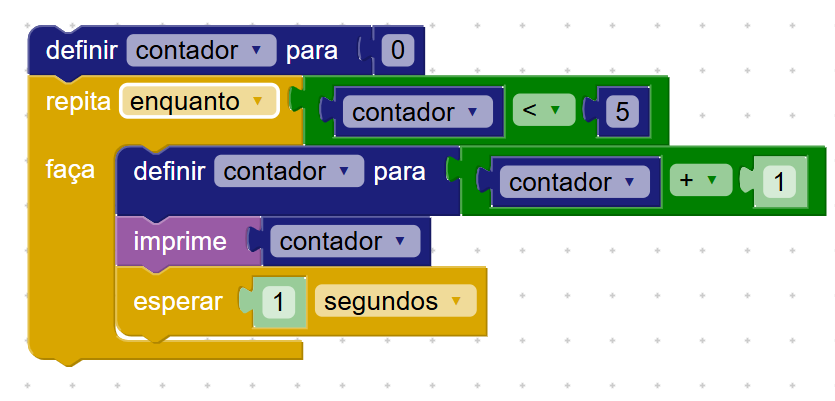 definir contador ▾ para 0
repita enquanto ▾ contador ▾ < ▾ 5
faça definir contador ▾ para contador ▾ + ▾ 1
imprime contador ▾
esperar 1 segundos ▾